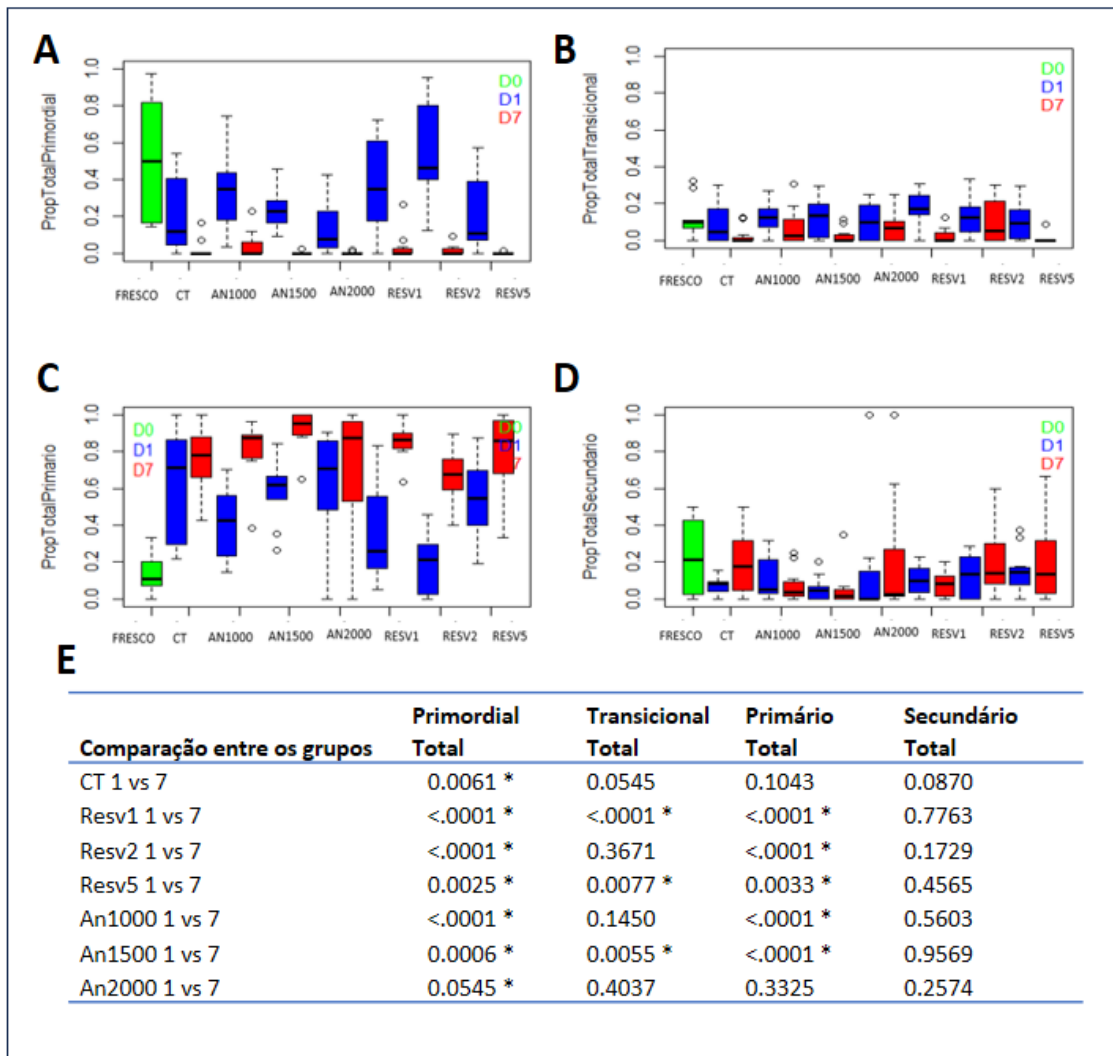 A
PropTotalPrimordial
1.0
0.8
0.6
0.4
0.2
0.0
D0
D1
D7
FRESCO CT AN1000 AN1500 AN2000 RESV1 RESV2 RESV5
B
PropTotalTransicional
1.0
0.8
0.6
0.4
0.2
0.0
D0
D1
D7
FRESCO CT AN1000 AN1500 AN2000 RESV1 RESV2 RESV5
C
PropTotalPrimario
1.0
0.8
0.6
0.4
0.2
0.0
D0
D1
D7
D0
D1
7
FRESCO CT AN1000 AN1500 AN2000 RESV1 RESV2 RESV5
D
PropTotalSecundario
1.0
0.8
0.6
0.4
0.2
0.0
D0
D1
D7
FRESCO CT AN1000 AN1500 AN2000 RESV1 RESV2 RESV5
E
Primordial Transicional Primário Secundário
Comparação entre os grupos Total Total Total Total
CT 1 vs 7 0.0061 * 0.0545 0.1043 0.0870
Resv1 1 vs 7 <.0001 * <.0001 * <.0001 * 0.7763
Resv2 1 vs 7 <.0001 * 0.3671 <.0001 * 0.1729
Resv5 1 vs 7 0.0025 * 0.0077 * 0.0033 * 0.4565
An1000 1 vs 7 <.0001 * 0.1450 <.0001 * 0.5603
An1500 1 vs 7 0.0006 * 0.0055 * <.0001 * 0.9569
An2000 1 vs 7 0.0545 * 0.4037 0.3325 0.2574